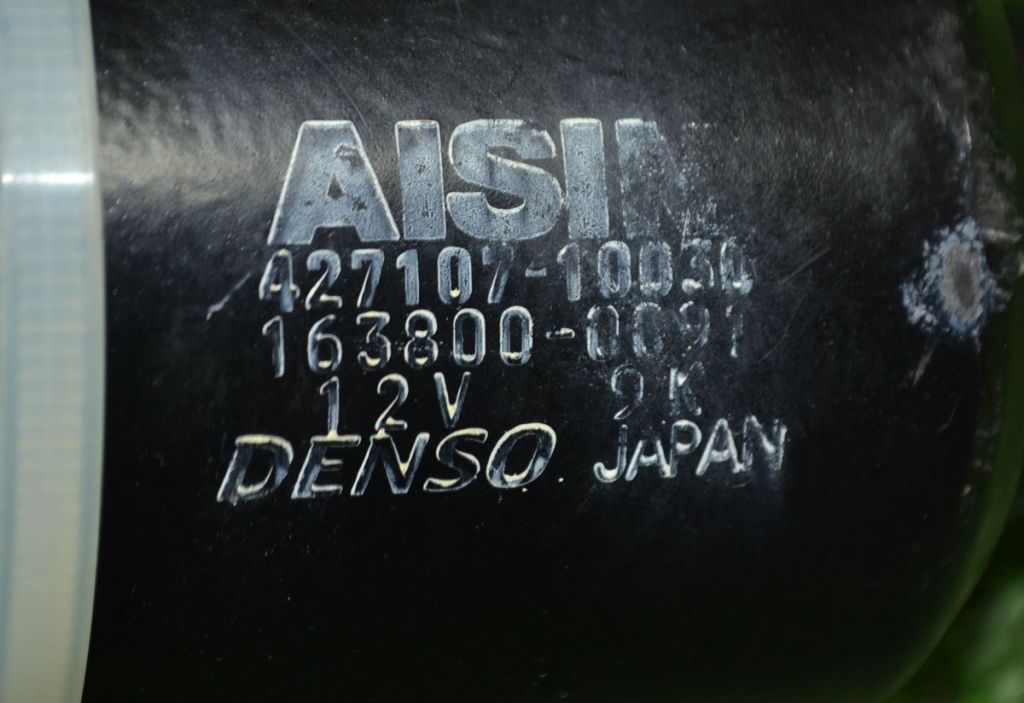 AISIN
427107-10030
163800-0091
12V 9K
DENSO. JAPAN